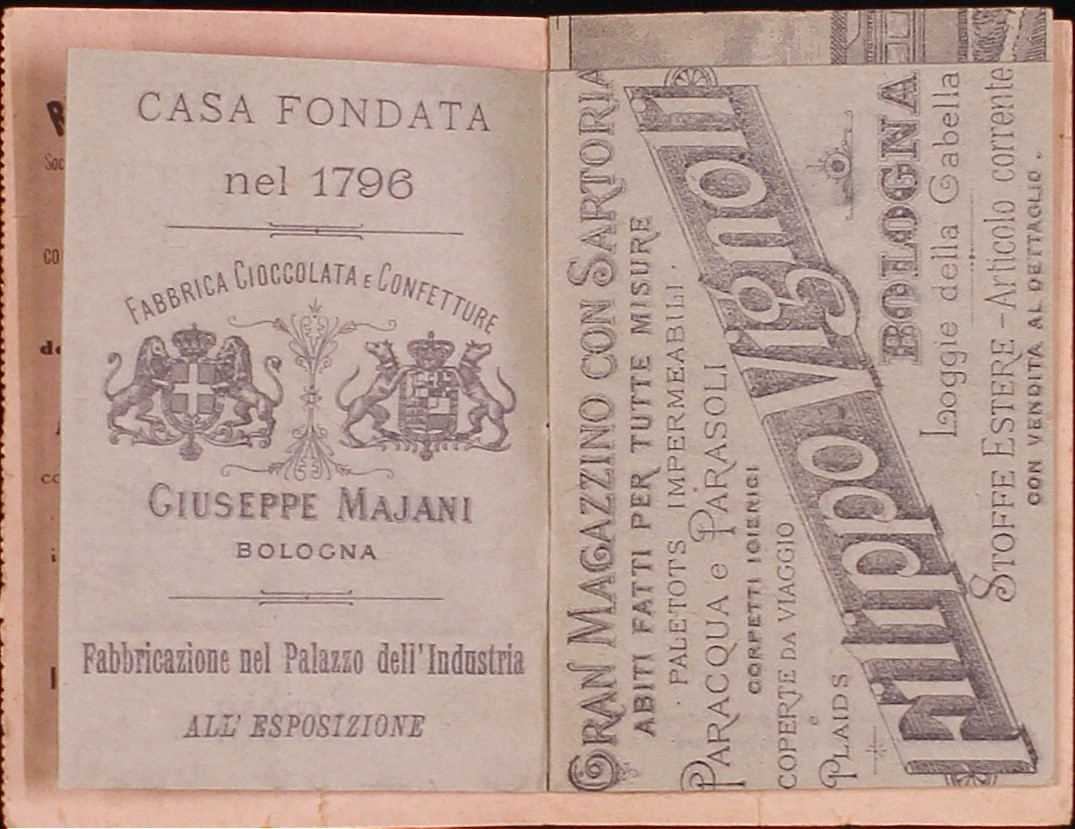 CASA FONDATA
nel 1796
FABBRICA CIOCCOLATA E CONFETTURE
GIUSEPPE MAJANI
BOLOGNA
Fabbricazione nel Palazzo dell'Industria
ALL' ESPOSIZIONE
GRAN MAGAZZINO CON SARTORIA
ABITI FATTI PER TUTTE MISURE
· PALETOTS IMPERMEABILI ·
PARACQUA e PARASOLI
CORPETTI IGIENICI
COPERTE DA VIAGGIO
e
PLAIDS
Filippo Vignoli
BOLOGNA
Loggie della Gabella
STOFFE ESTERE - Articolo corrente
CON VENDITA AL DETTAGLIO.